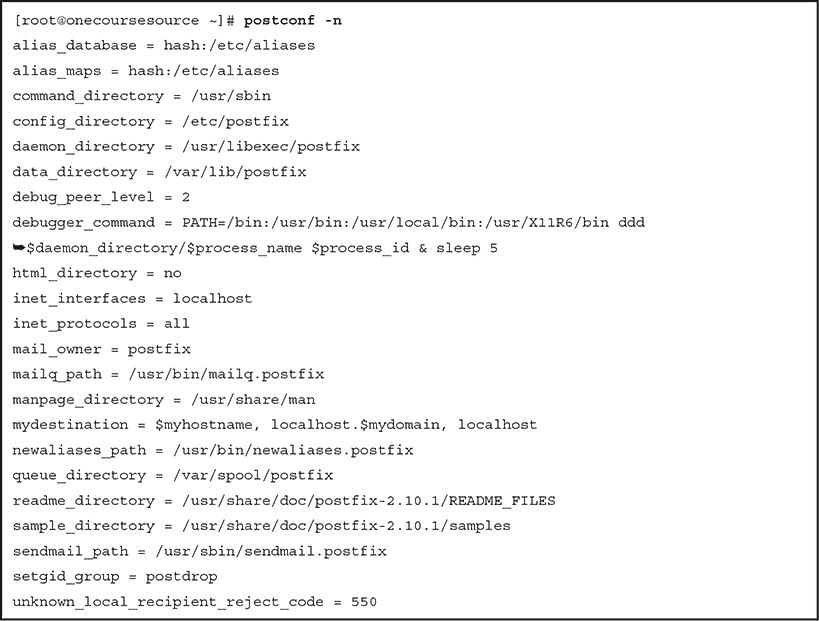 [root@onecoursesource ~]# postconf -n
alias_database = hash:/etc/aliases
alias_maps = hash:/etc/aliases
command_directory = /usr/sbin
config_directory = /etc/postfix
daemon_directory = /usr/libexec/postfix
data_directory = /var/lib/postfix
debug_peer_level = 2
debugger_command = PATH=/bin:/usr/bin:/usr/local/bin:/usr/X11R6/bin ddd
➥$daemon_directory/$process_name $process_id & sleep 5
html_directory = no
inet_interfaces = localhost
inet_protocols = all
mail_owner = postfix
mailq_path = /usr/bin/mailq.postfix
manpage_directory = /usr/share/man
mydestination = $myhostname, localhost.$mydomain, localhost
newaliases_path = /usr/bin/newaliases.postfix
queue_directory = /var/spool/postfix
readme_directory = /usr/share/doc/postfix-2.10.1/README_FILES
sample_directory = /usr/share/doc/postfix-2.10.1/samples
sendmail_path = /usr/sbin/sendmail.postfix
setgid_group = postdrop
unknown_local_recipient_reject_code = 550